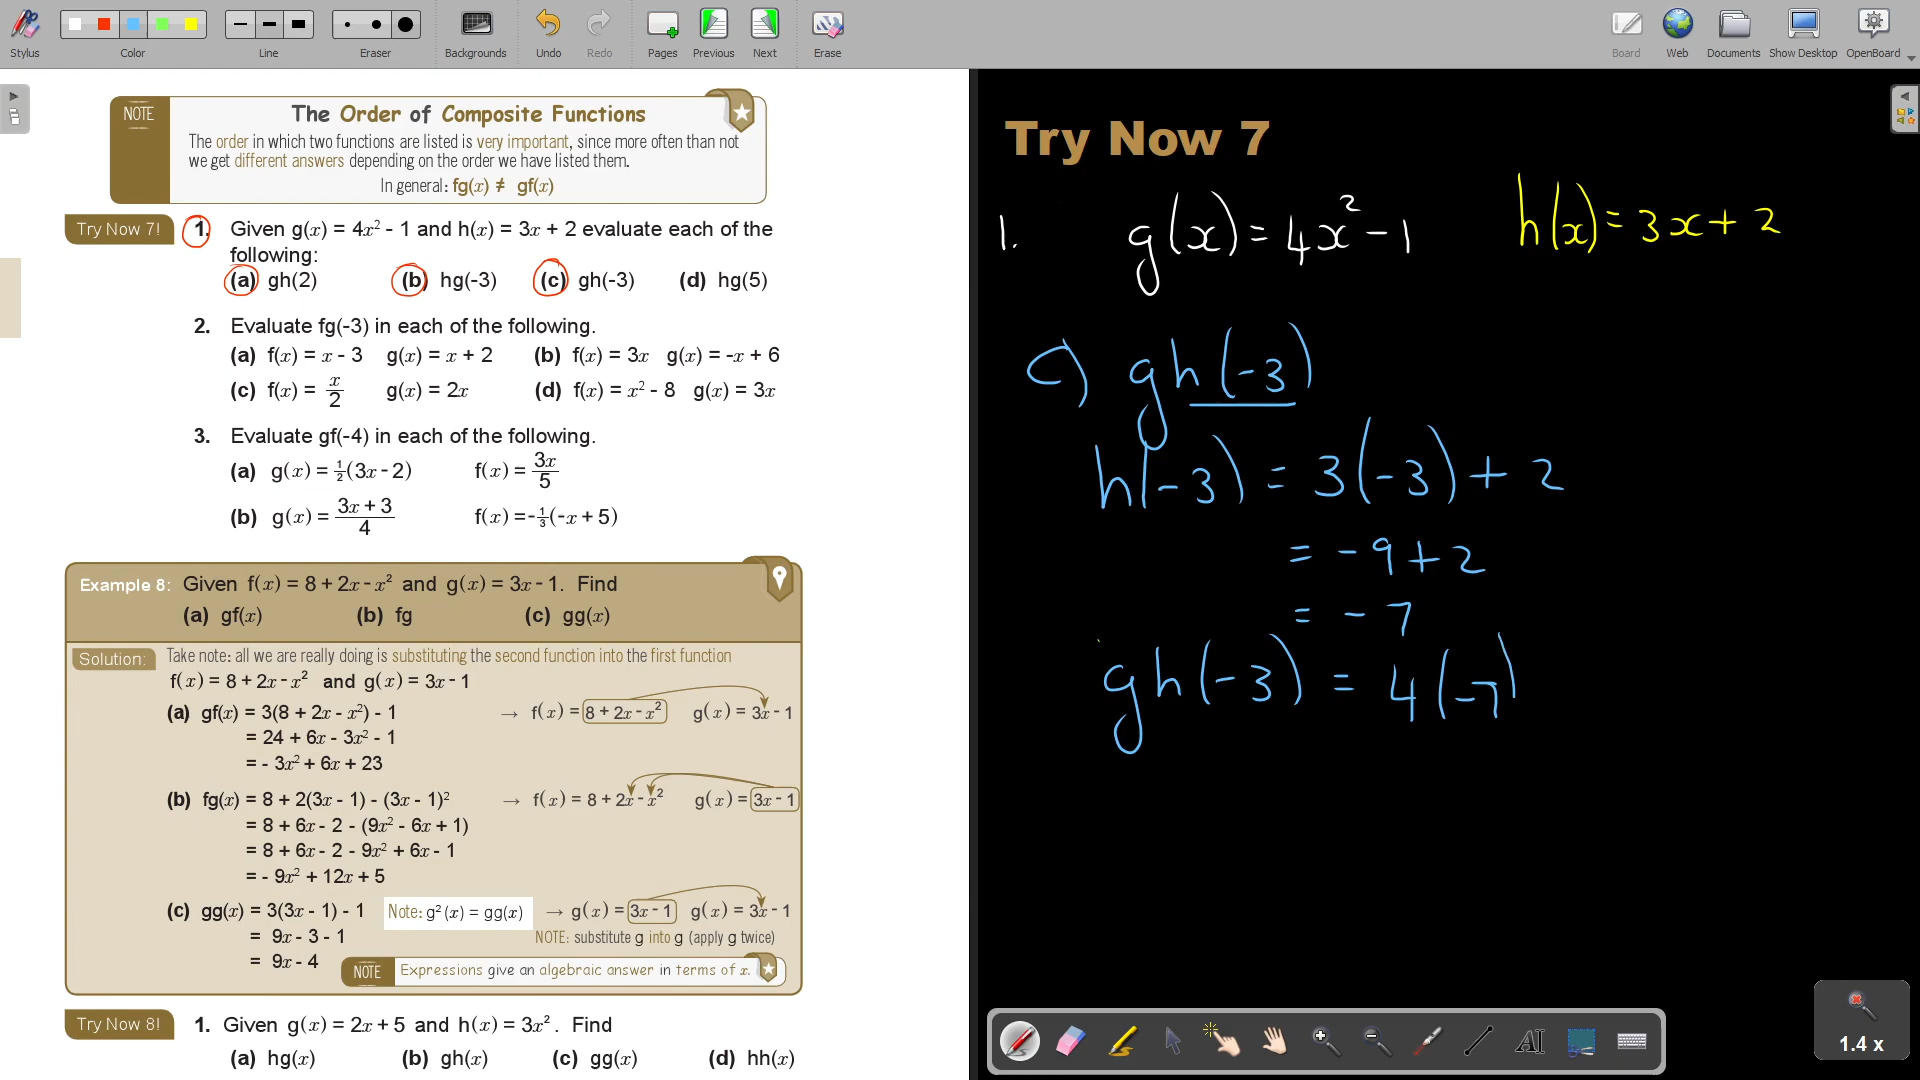 Stylus Color Line Eraser Backgrounds Undo Redo Pages Previous Next Erase Board Web Documents Show Desktop OpenBoard
NOTE
The Order of Composite Functions
The order in which two functions are listed is very important, since more often than not
we get different answers depending on the order we have listed them.
In general: fg(x) ≠ gf(x)
Try Now 7!
1. Given g(x) = 4x² - 1 and h(x) = 3x + 2 evaluate each of the
following:
(a) gh(2) (b) hg(-3) (c) gh(-3) (d) hg(5)
2. Evaluate fg(-3) in each of the following.
(a) f(x) = x - 3 g(x) = x + 2 (b) f(x) = 3x g(x) = -x + 6
(c) f(x) = x/2 g(x) = 2x (d) f(x) = x² - 8 g(x) = 3x
3. Evaluate gf(-4) in each of the following.
(a) g(x) = ½(3x - 2) f(x) = 3x/5
(b) g(x) = (3x + 3)/4 f(x) = -⅓(-x + 5)
Example 8: Given f(x) = 8 + 2x - x² and g(x) = 3x - 1. Find
(a) gf(x) (b) fg (c) gg(x)
Solution: Take note: all we are really doing is substituting the second function into the first function
f(x) = 8 + 2x - x² and g(x) = 3x - 1
(a) gf(x) = 3(8 + 2x - x²) - 1 → f(x) = 8 + 2x - x² g(x) = 3x - 1
= 24 + 6x - 3x² - 1
= - 3x² + 6x + 23
(b) fg(x) = 8 + 2(3x - 1) - (3x - 1)² → f(x) = 8 + 2x - x² g(x) = 3x - 1
= 8 + 6x - 2 - (9x² - 6x + 1)
= 8 + 6x - 2 - 9x² + 6x - 1
= - 9x² + 12x + 5
(c) gg(x) = 3(3x - 1) - 1 Note: g²(x) = gg(x) → g(x) = 3x - 1 g(x) = 3x - 1
= 9x - 3 - 1 NOTE: substitute g into g (apply g twice)
= 9x - 4 NOTE Expressions give an algebraic answer in terms of x.
Try Now 8! 1. Given g(x) = 2x + 5 and h(x) = 3x². Find
(a) hg(x) (b) gh(x) (c) gg(x) (d) hh(x)
Try Now 7
1. g(x) = 4x² - 1 h(x) = 3x + 2
c) gh(-3)
h(-3) = 3(-3) + 2
= -9 + 2
= -7
gh(-3) = 4(-7)
AI
1.4 x